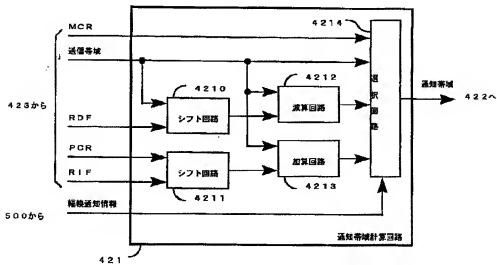 4214
MCR
通信帯域
4210
4212
通知帯域
423から
シフト回路
減算回路
選択回路
422へ
RDF
PCR
シフト回路
加算回路
RIF
4211
4213
500から
輻輳通知情報
通知帯域計算回路
421